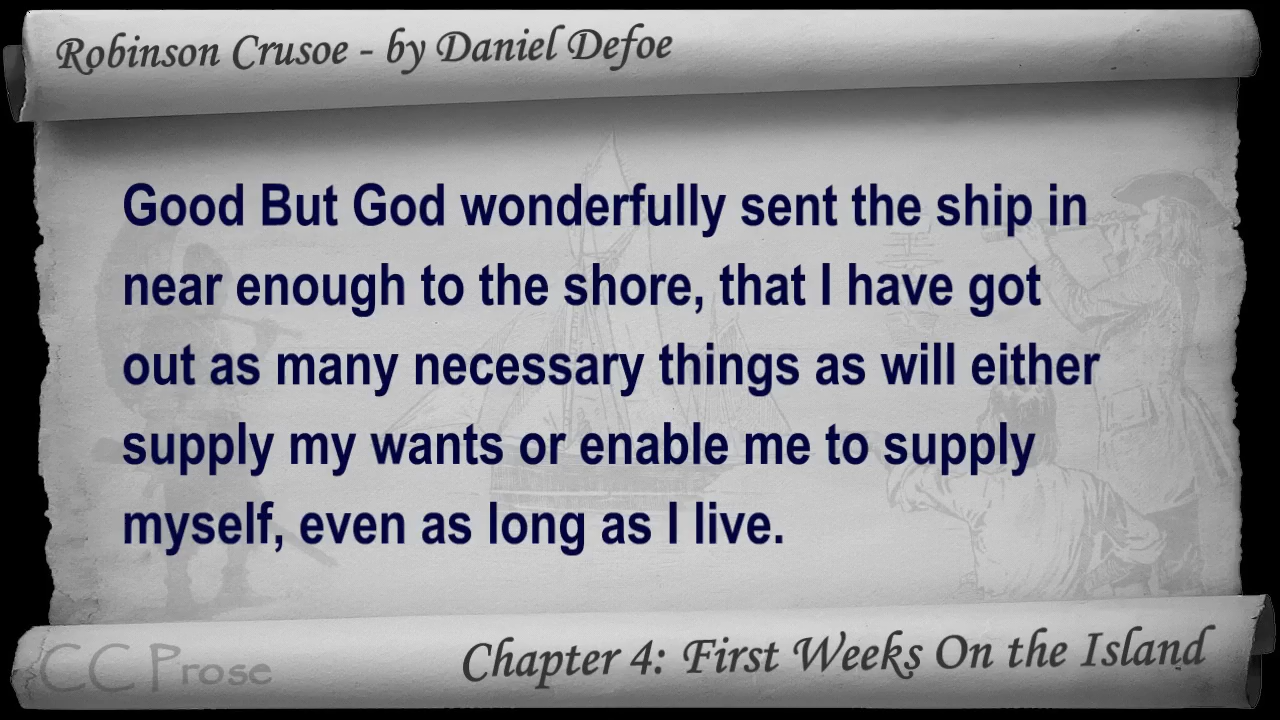 Robinson Crusoe - by Daniel Defoe
Good But God wonderfully sent the ship in
near enough to the shore, that I have got
out as many necessary things as will either
supply my wants or enable me to supply
myself, even as long as I live.
CC Prose
Chapter 4: First Weeks On the Island